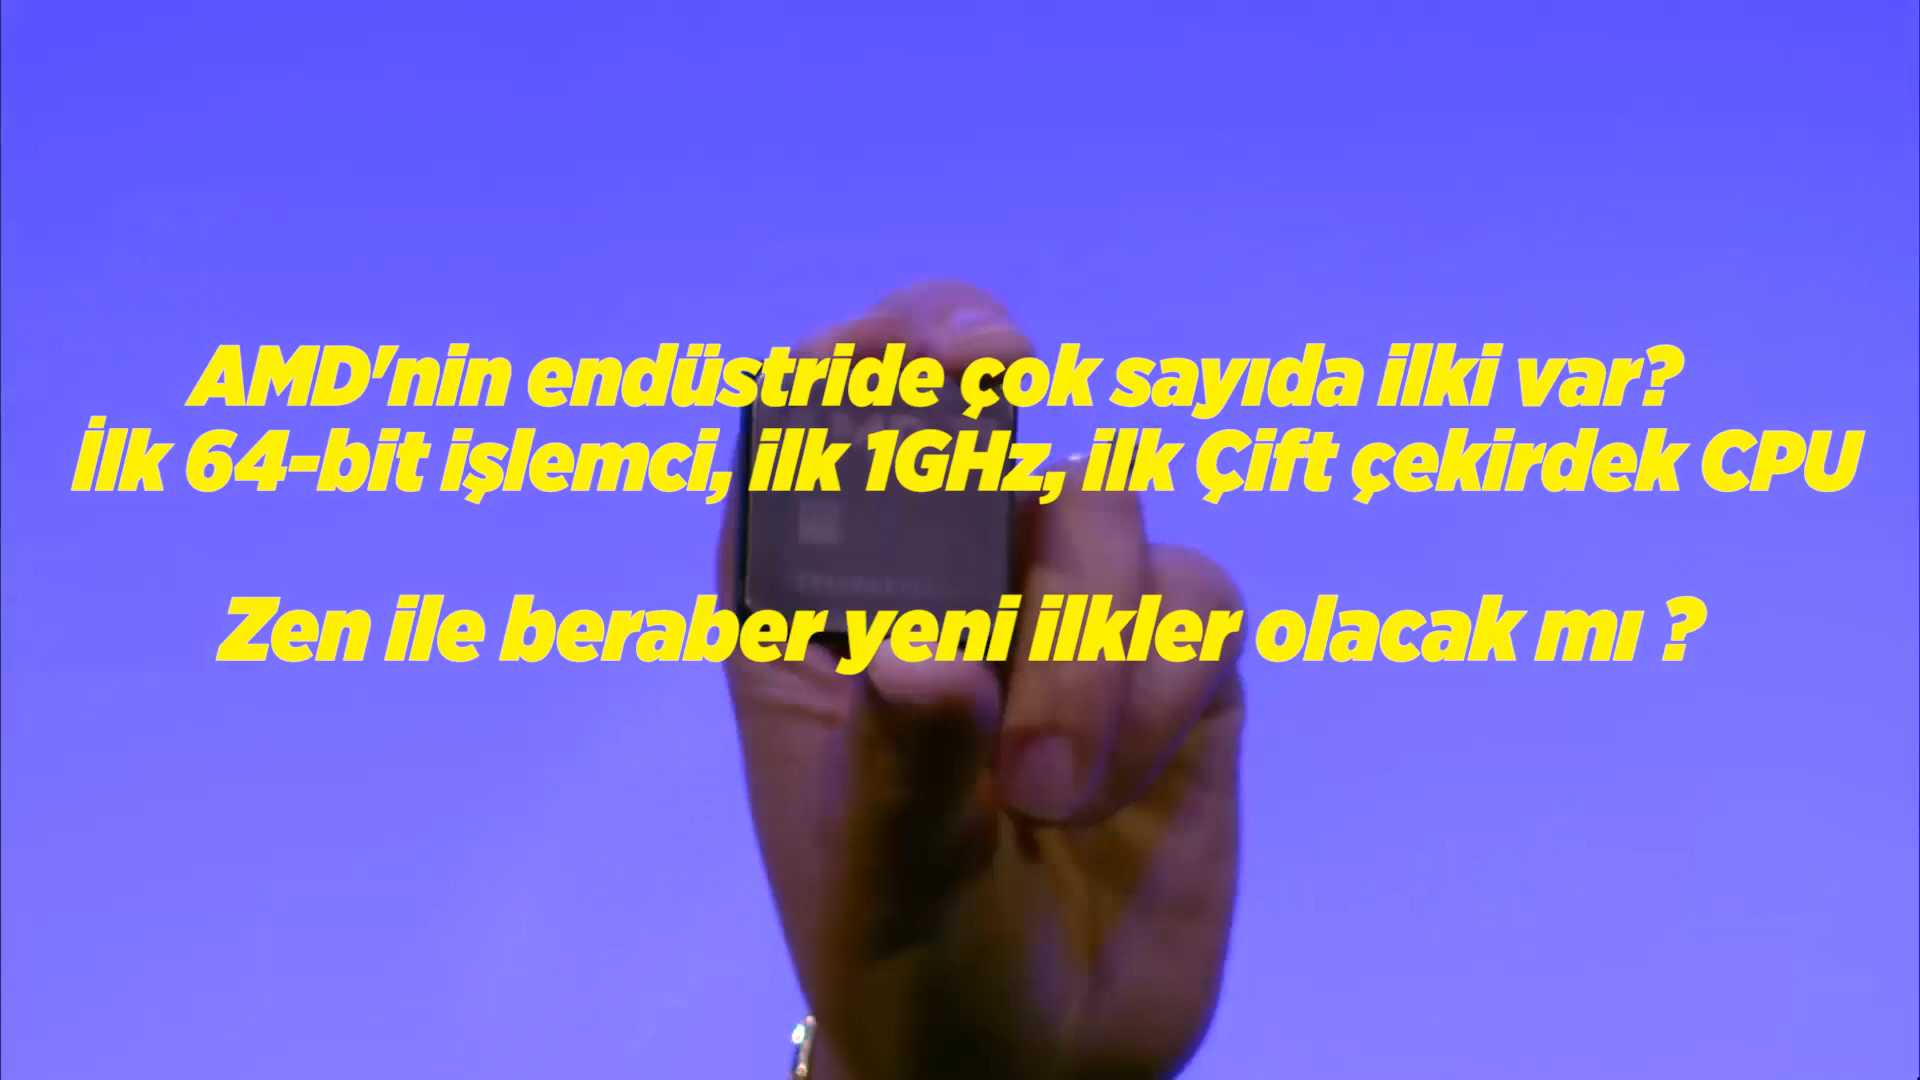 AMD'nin endüstride çok sayıda ilki var?
İlk 64-bit işlemci, ilk 1GHz, ilk Çift çekirdek CPU
Zen ile beraber yeni ilkler olacak mı ?